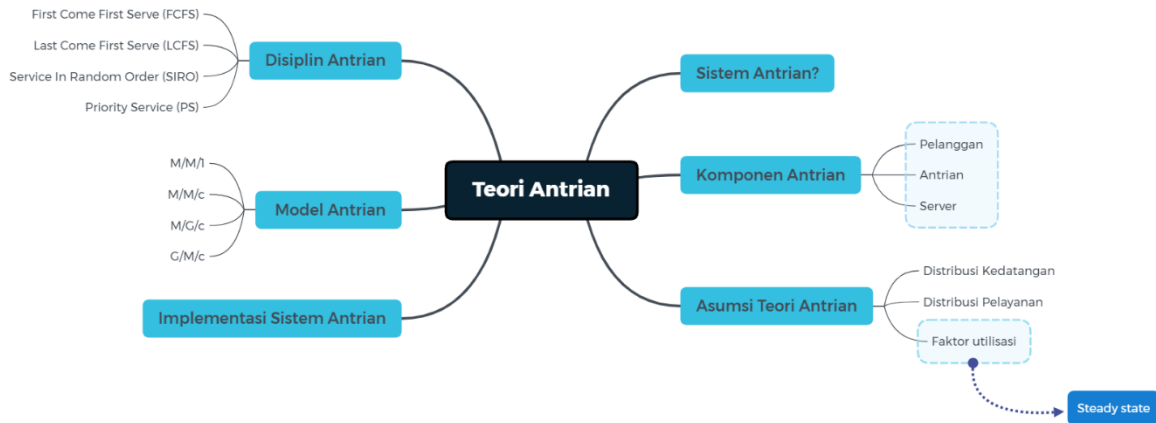 Teori Antrian
Sistem Antrian?
Komponen Antrian
Pelanggan
Antrian
Server
Asumsi Teori Antrian
Distribusi Kedatangan
Distribusi Pelayanan
Faktor utilisasi
Steady state
Disiplin Antrian
First Come First Serve (FCFS)
Last Come First Serve (LCFS)
Service In Random Order (SIRO)
Priority Service (PS)
Model Antrian
M/M/1
M/M/c
M/G/c
G/M/c
Implementasi Sistem Antrian